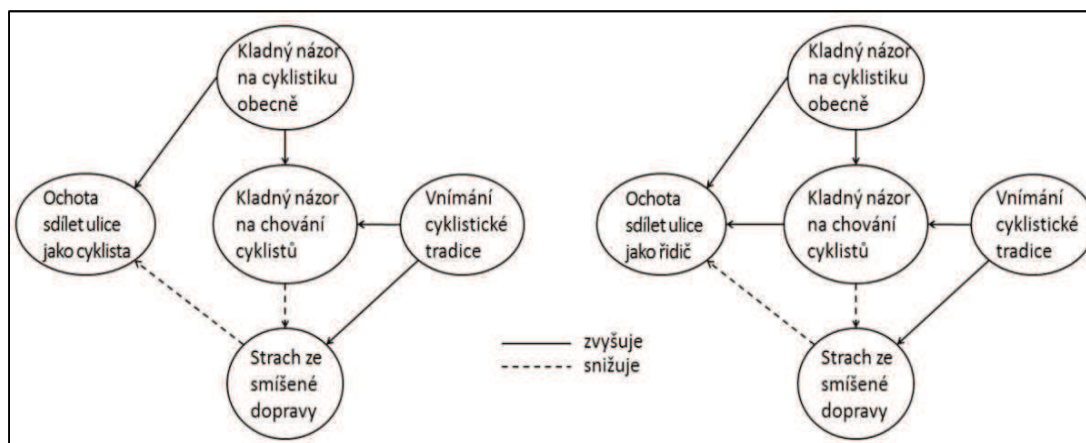 Kladný názor
na cyklistiku
obecně
Ochota
sdílet ulice
jako cyklista
Kladný názor
na chování
cyklistů
Vnímání
cyklistické
tradice
Strach ze
smíšené
dopravy
zvyšuje
snižuje
Kladný názor
na cyklistiku
obecně
Ochota
sdílet ulice
jako řidič
Kladný názor
na chování
cyklistů
Vnímání
cyklistické
tradice
Strach ze
smíšené
dopravy